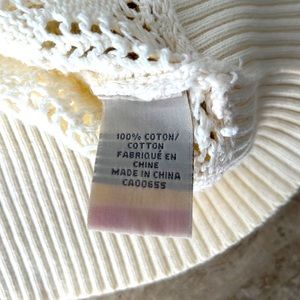 100% COTON/
COTTON
FABRIQUÉ EN
CHINE
MADE IN CHINA
CA00655